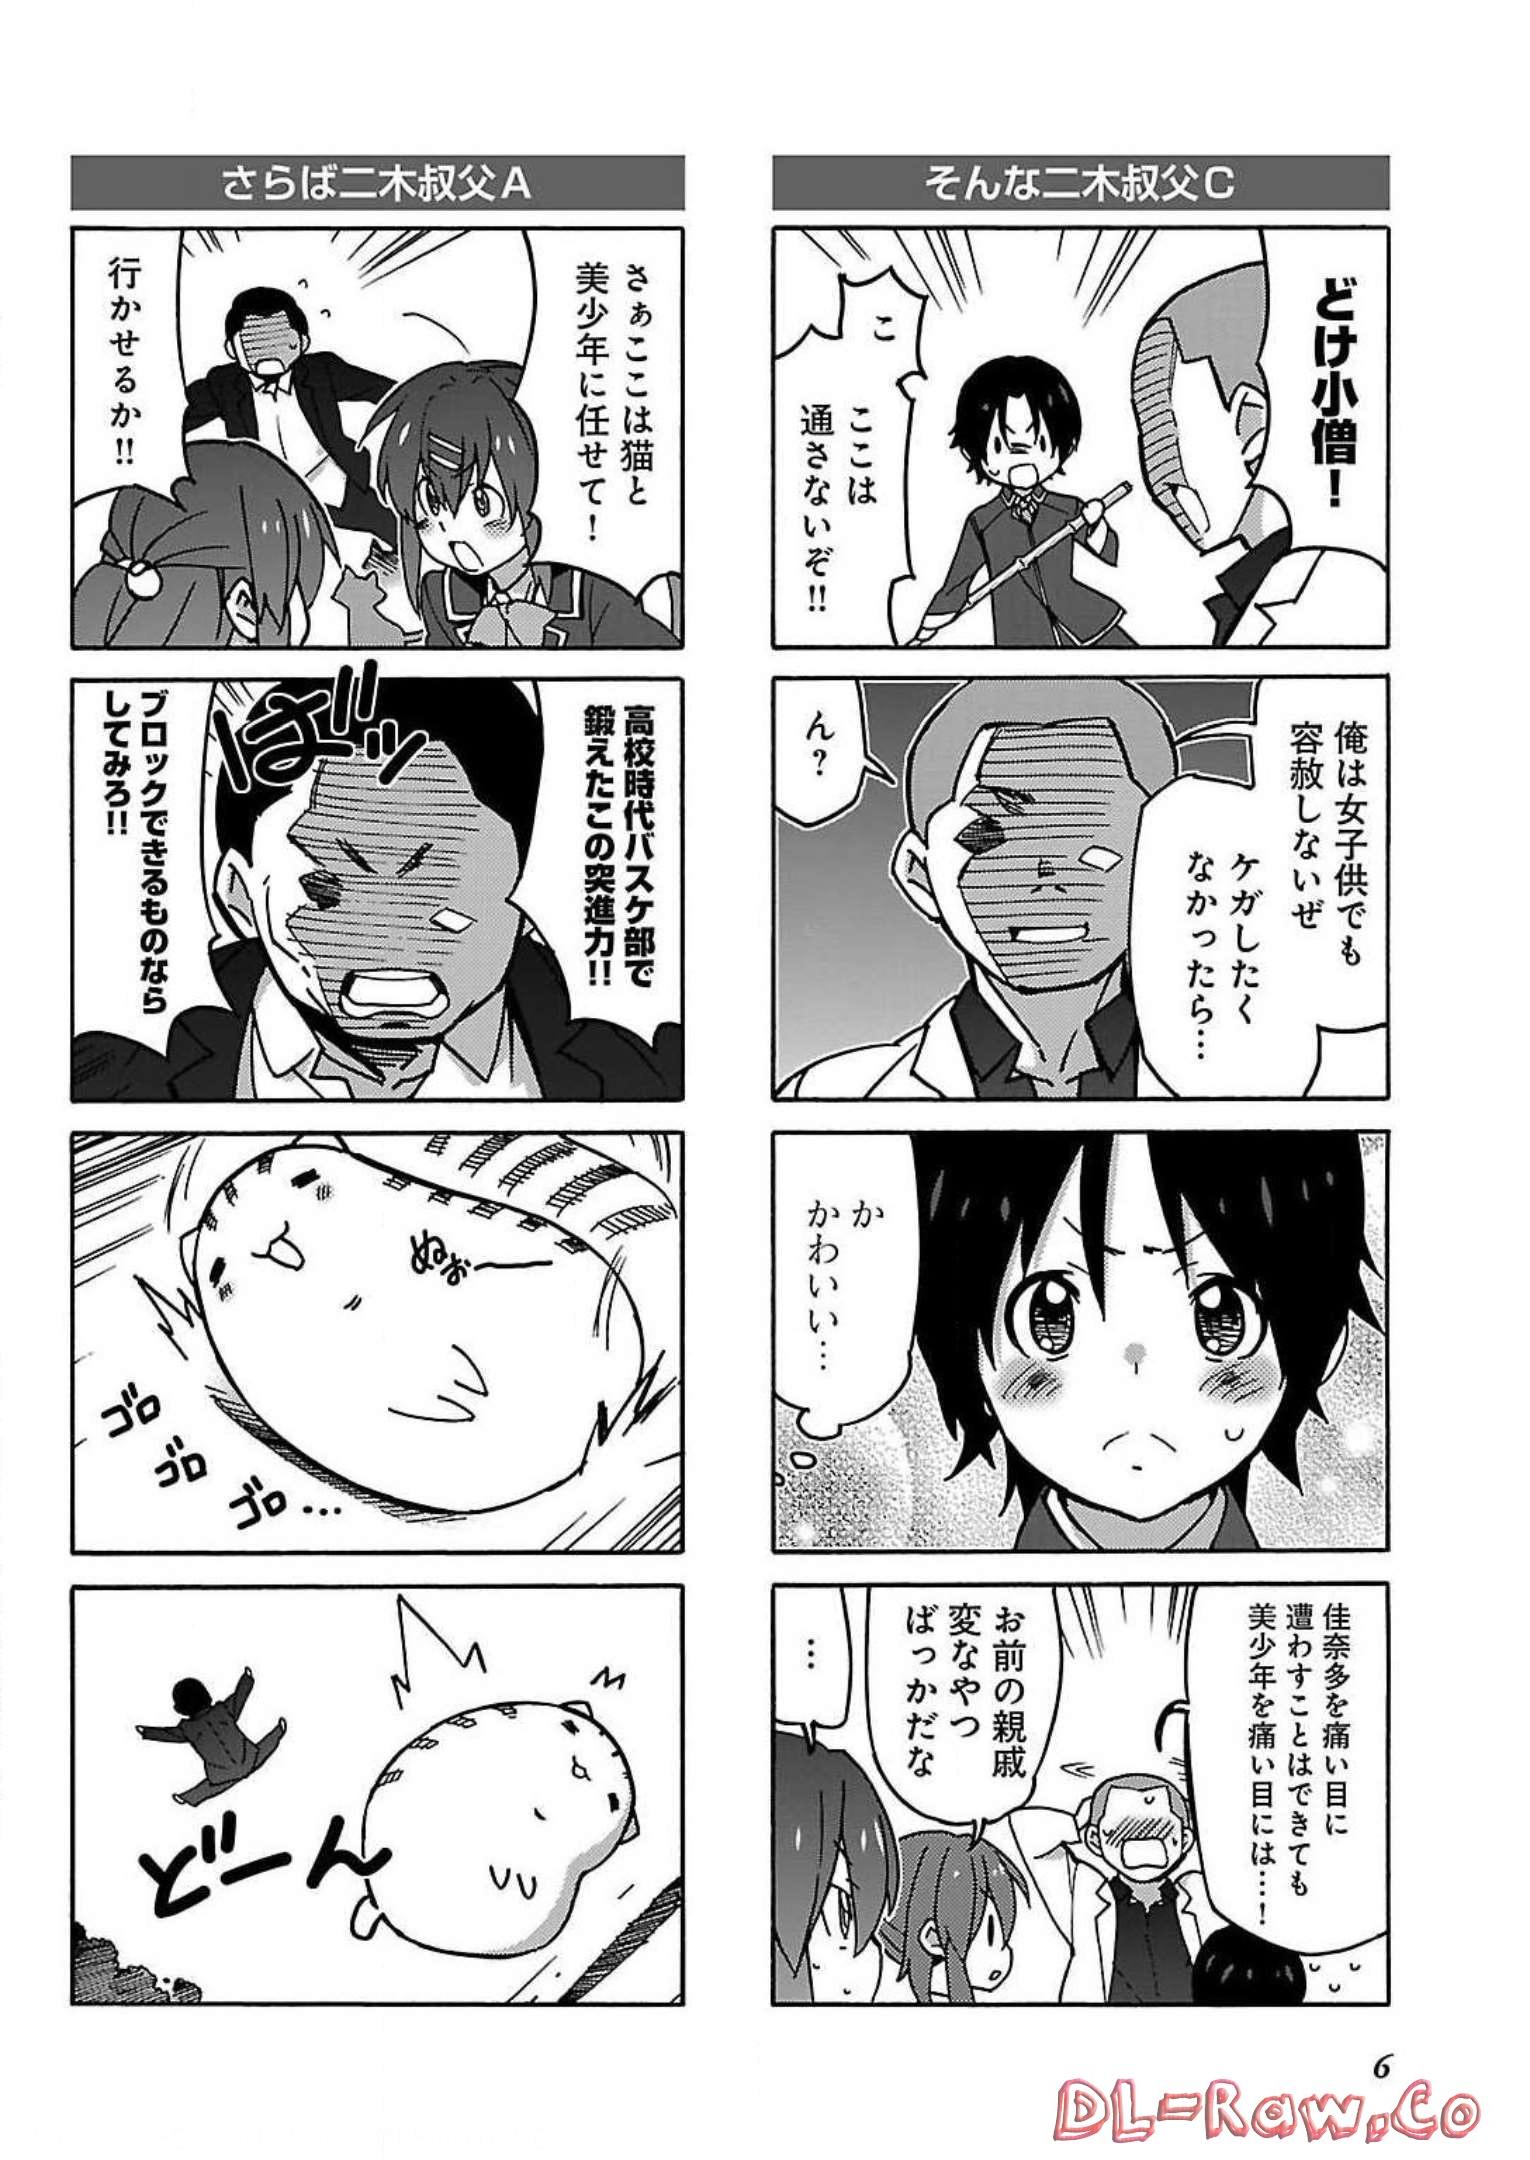 そんな二木叔父C
どけ小僧！
こ
ここは
通さないぞ!!
俺は女子供でも
容赦しないぜ
ケガしたく
なかったら…
ん？
か
かわいい…
佳奈多を痛い目に
遭わすことはできても
美少年を痛い目には……！
お前の親戚
変なやつ
ばっかだな
…
さらば二木叔父A
さぁここは猫と
美少年に任せて！
行かせるか!!
高校時代バスケ部で
鍛えたこの突進力!!
ばッ
ブロックできるものなら
してみろ!!
ぬぉー
ゴロ
ゴロ
ゴロ…
どーん
6
DL-Raw.Co